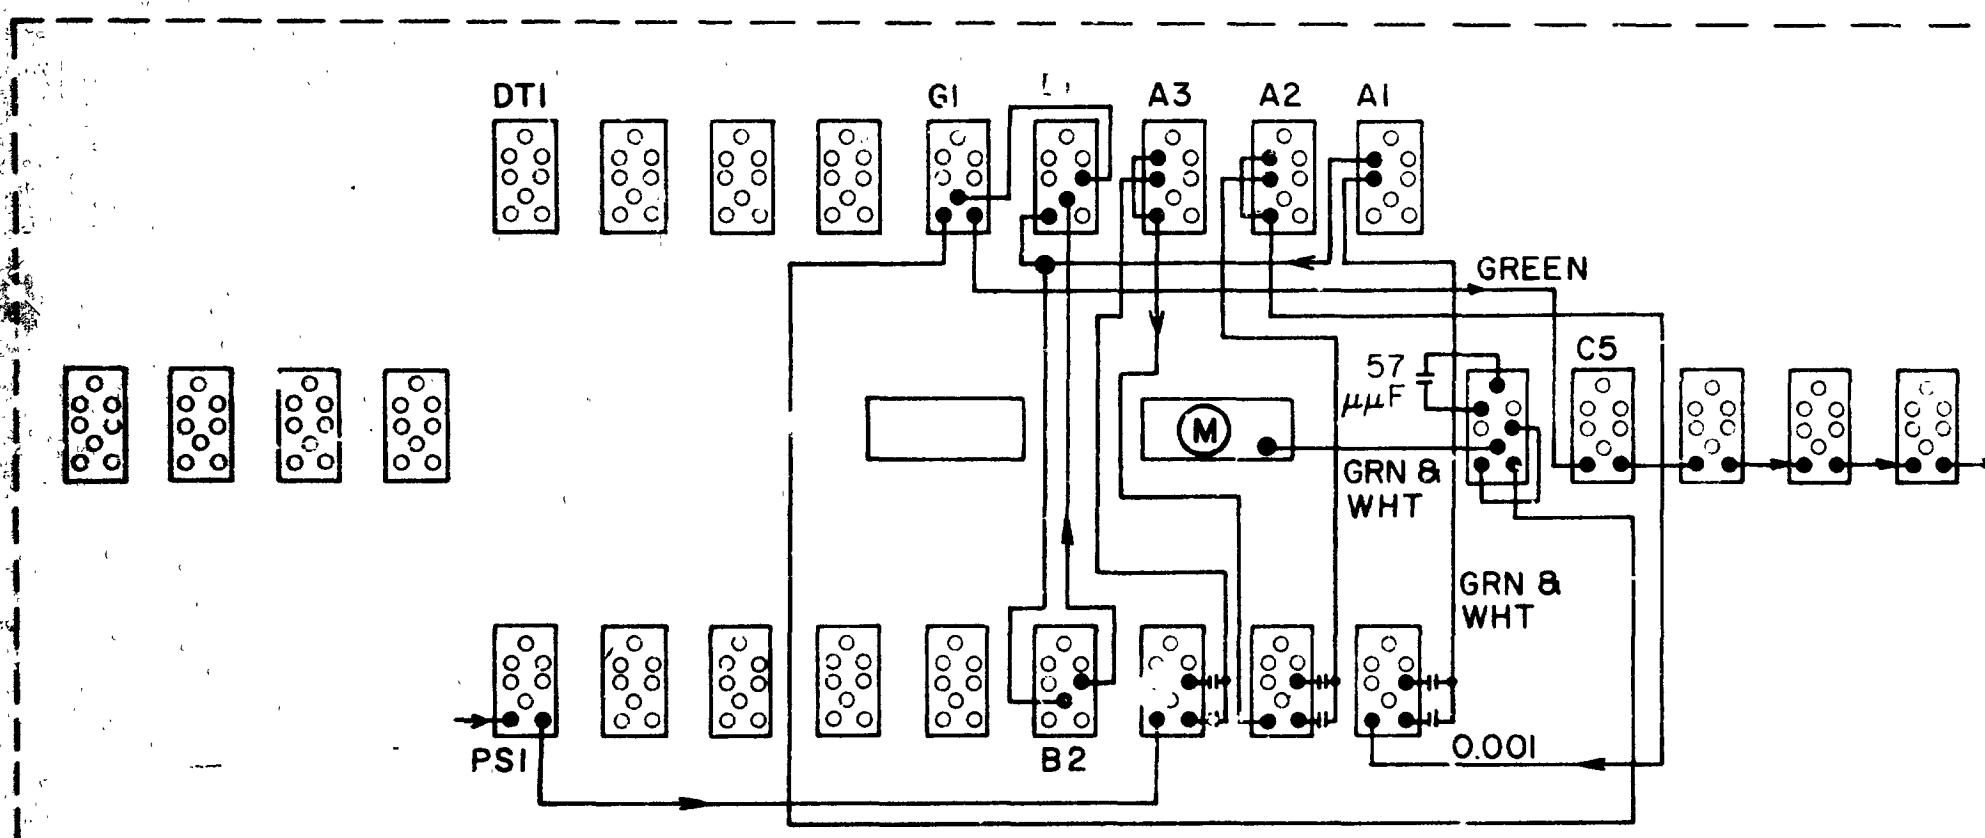 DT1
G1
A3
A2
A1
GREEN
C5
57
μμF
M
GRN &
WHT
GRN &
WHT
PS1
B2
0.001